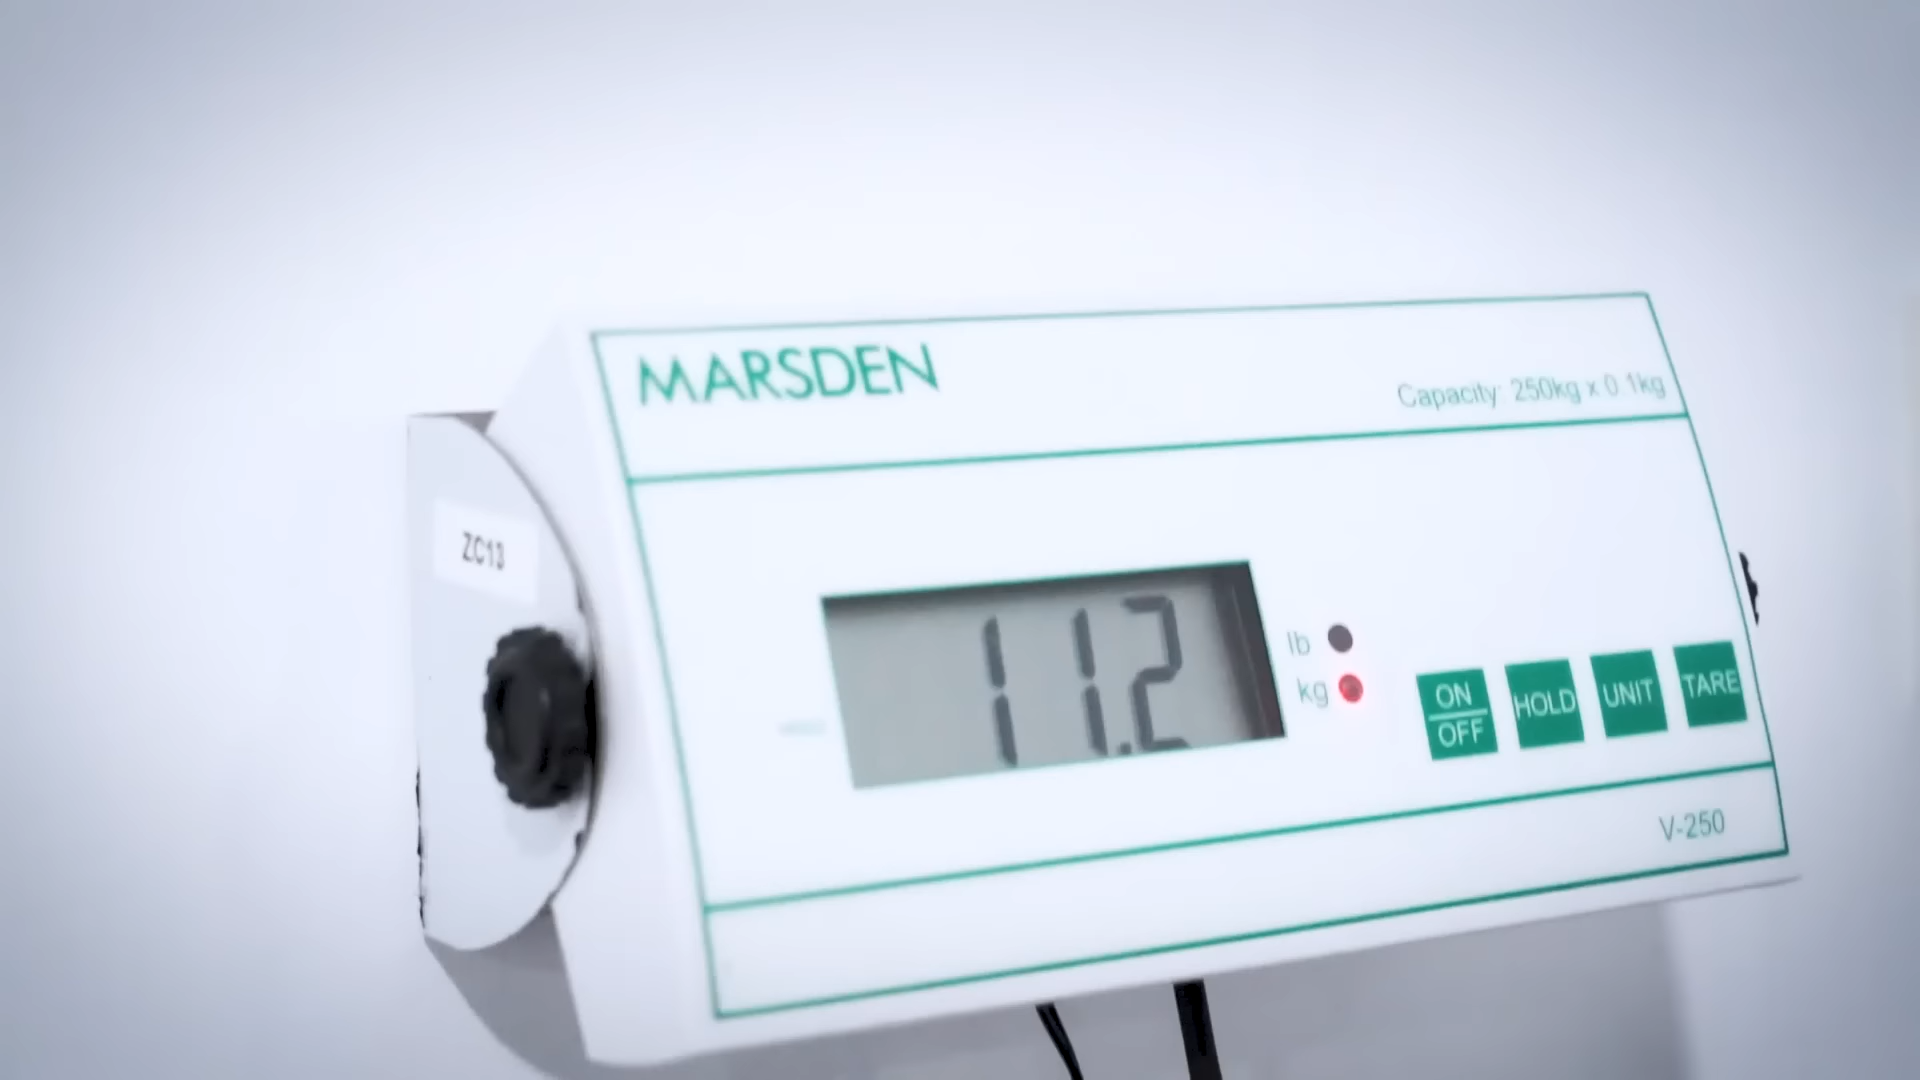 MARSDEN
Capacity: 250kg x 0.1kg
ZC13
11.2
lb
kg
ON
OFF
HOLD
UNIT
TARE
V-250